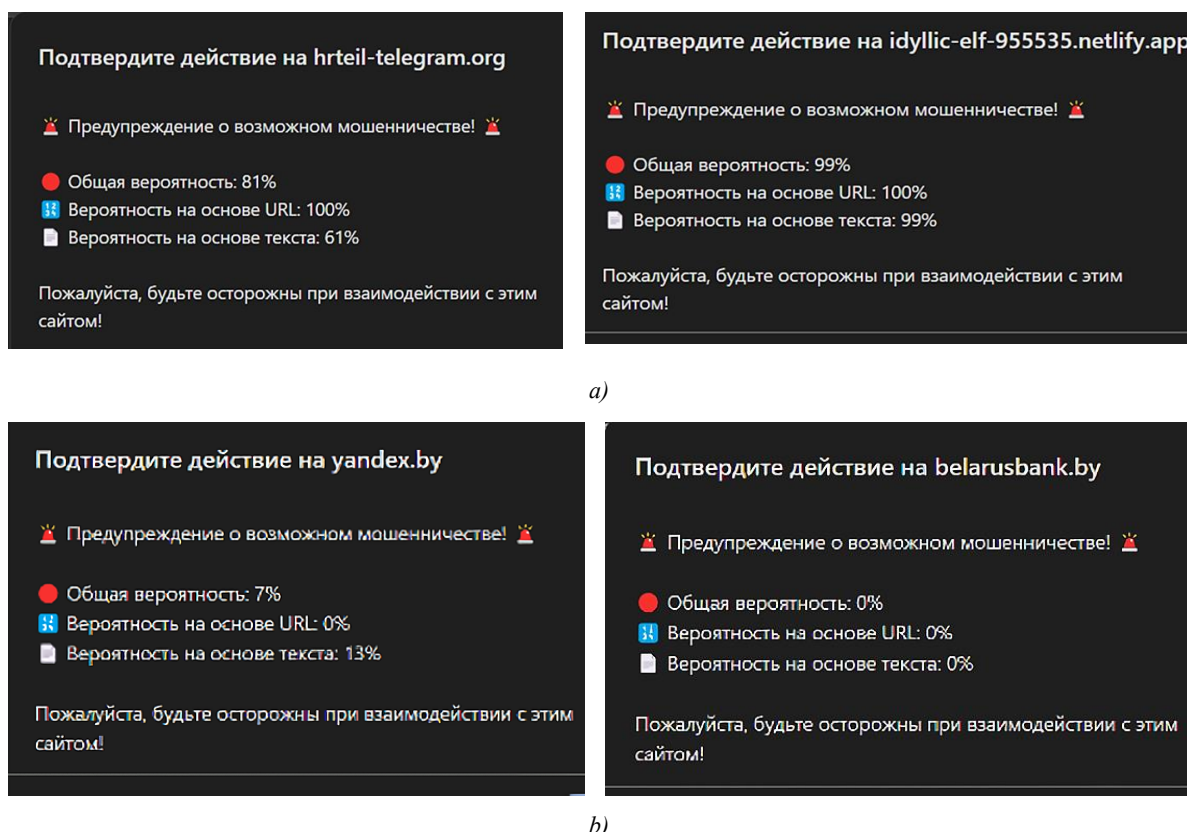 Подтвердите действие на hrteil-telegram.org
🚨 Предупреждение о возможном мошенничестве! 🚨
🔴 Общая вероятность: 81%
🔢 Вероятность на основе URL: 100%
📄 Вероятность на основе текста: 61%
Пожалуйста, будьте осторожны при взаимодействии с этим
сайтом!
Подтвердите действие на idyllic-elf-955535.netlify.app
🚨 Предупреждение о возможном мошенничестве! 🚨
🔴 Общая вероятность: 99%
🔢 Вероятность на основе URL: 100%
📄 Вероятность на основе текста: 99%
Пожалуйста, будьте осторожны при взаимодействии с этим
сайтом!
a)
Подтвердите действие на yandex.by
🚨 Предупреждение о возможном мошенничестве! 🚨
🔴 Общая вероятность: 7%
🔢 Вероятность на основе URL: 0%
📄 Вероятность на основе текста: 13%
Пожалуйста, будьте осторожны при взаимодействии с этим
сайтом!
Подтвердите действие на belarusbank.by
🚨 Предупреждение о возможном мошенничестве! 🚨
🔴 Общая вероятность: 0%
🔢 Вероятность на основе URL: 0%
📄 Вероятность на основе текста: 0%
Пожалуйста, будьте осторожны при взаимодействии с этим
сайтом!
b)